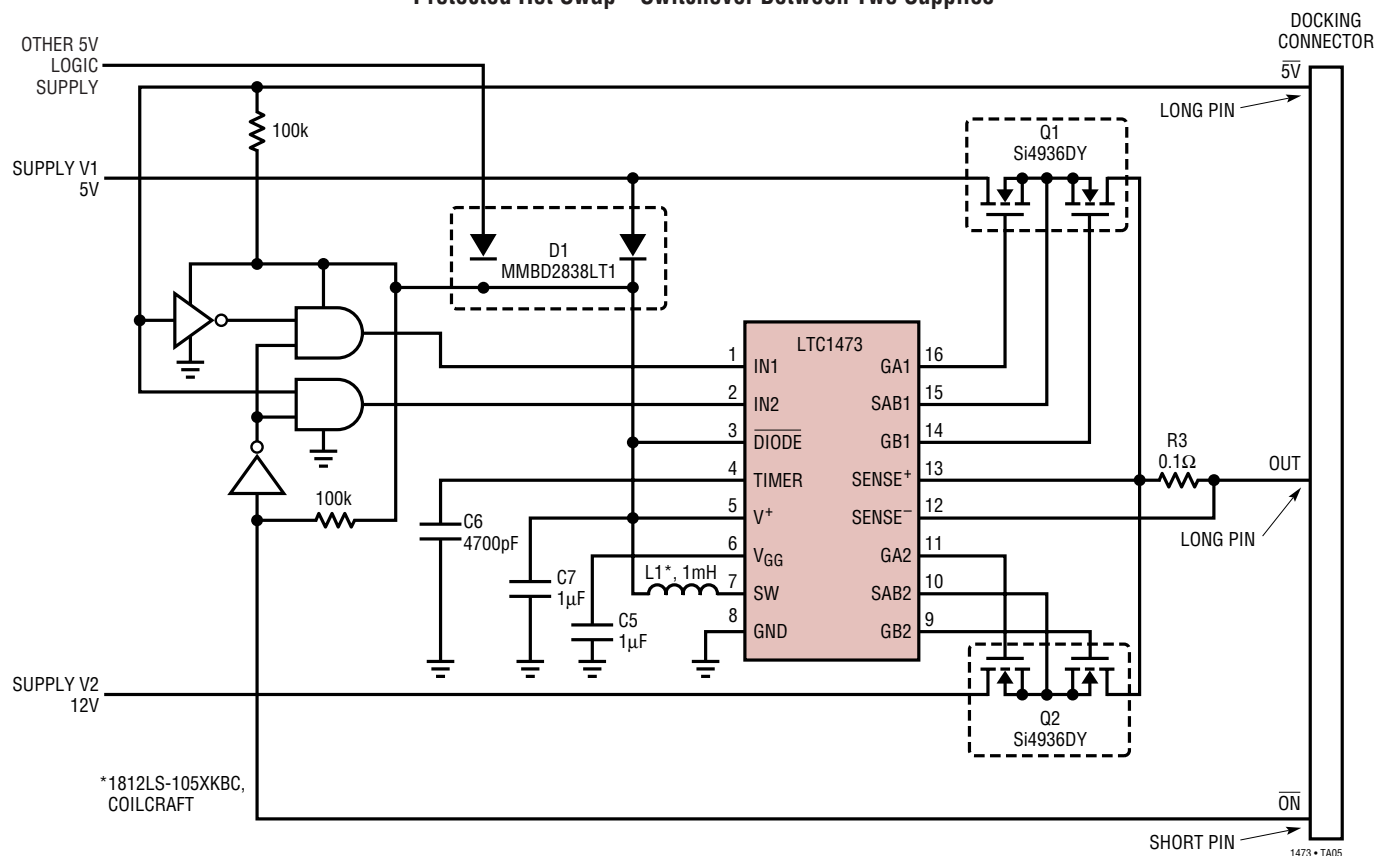 Protected Hot Swap™ Switchover Between Two Supplies
DOCKING
CONNECTOR
OTHER 5V
LOGIC
SUPPLY
5V
LONG PIN
100k
Q1
Si4936DY
SUPPLY V1
5V
D1
MMBD2838LT1
LTC1473
1 IN1
2 IN2
3 DIODE
4 TIMER
5 V+
6 VGG
7 SW
8 GND
GA1 16
SAB1 15
GB1 14
SENSE+ 13
SENSE– 12
GA2 11
SAB2 10
GB2 9
R3
0.1Ω
OUT
LONG PIN
100k
C6
4700pF
C7
1µF
C5
1µF
L1*, 1mH
SUPPLY V2
12V
Q2
Si4936DY
*1812LS-105XKBC,
COILCRAFT
ON
SHORT PIN
1473 • TA05